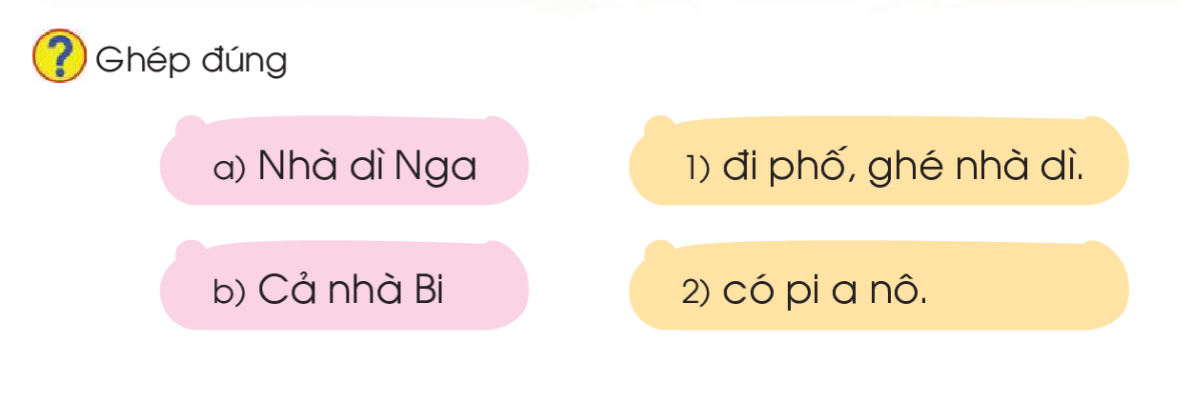 ?
Ghép đúng
a) Nhà dì Nga
1) đi phố, ghé nhà dì.
b) Cả nhà Bi
2) có pi a nô.